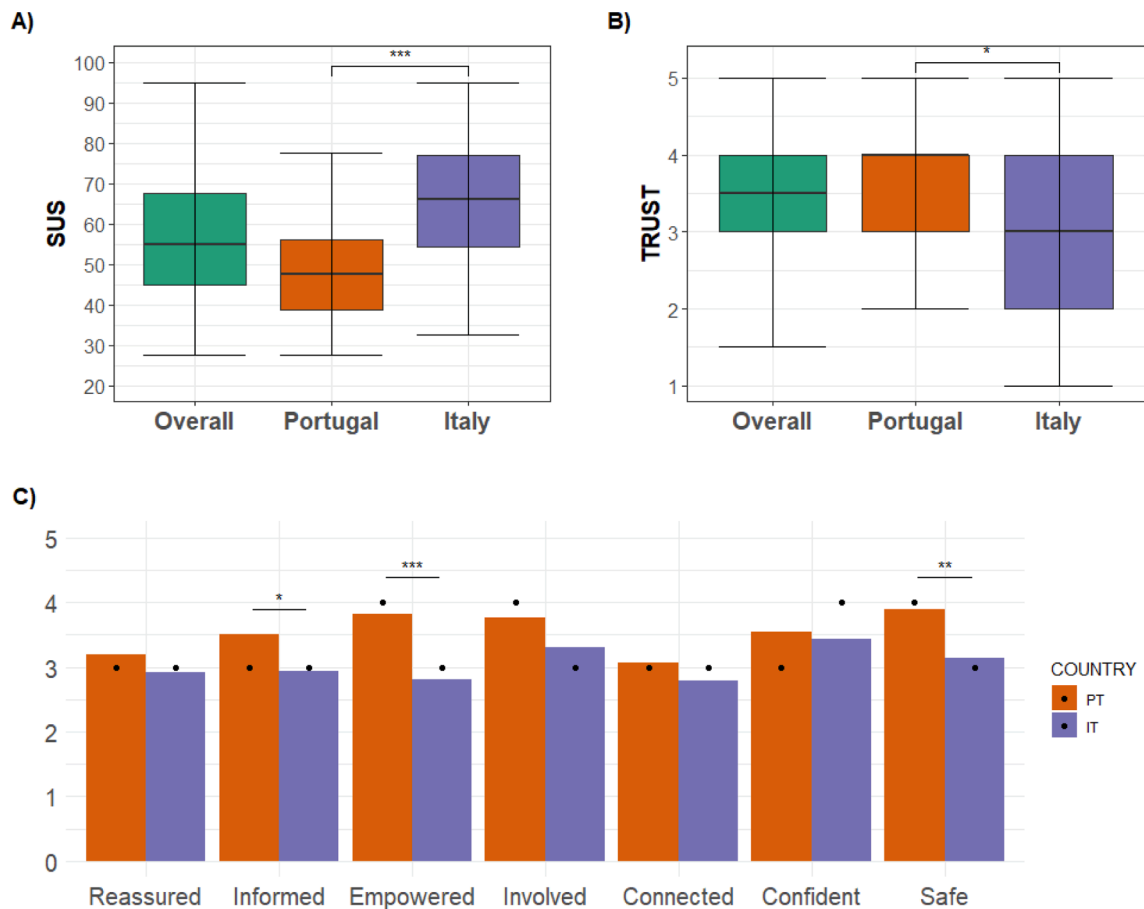 A)
SUS
100
90
80
70
60
50
40
30
20
***
Overall Portugal Italy
B)
TRUST
5
4
3
2
1
*
Overall Portugal Italy
C)
5
4
3
2
1
0
* *** **
Reassured Informed Empowered Involved Connected Confident Safe
COUNTRY
PT
IT